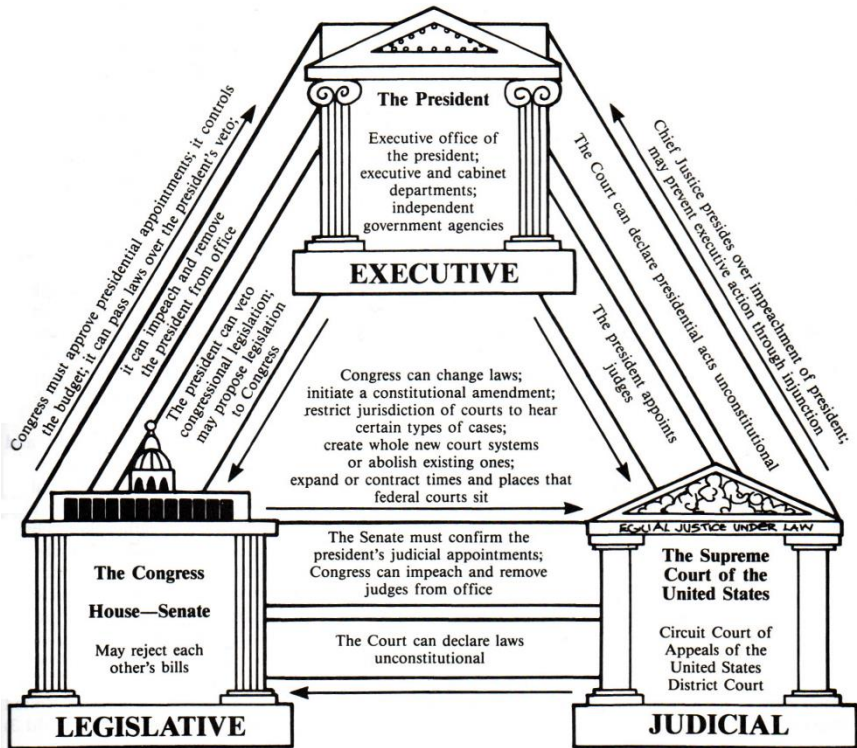 The President
Executive office of
the president;
executive and cabinet
departments;
independent
government agencies
EXECUTIVE
Congress must approve presidential appointments; it controls
the budget; it can pass laws over the president's veto;
it can impeach and remove
the president from office
The president can veto
congressional legislation;
may propose legislation
to Congress
Chief Justice presides over impeachment of president;
may prevent executive action through injunction
The Court can declare presidential acts unconstitutional
The president appoints
judges
Congress can change laws;
initiate a constitutional amendment;
restrict jurisdiction of courts to hear
certain types of cases;
create whole new court systems
or abolish existing ones;
expand or contract times and places that
federal courts sit
The Senate must confirm the
president's judicial appointments;
Congress can impeach and remove
judges from office
The Court can declare laws
unconstitutional
The Congress
House—Senate
May reject each
other's bills
LEGISLATIVE
EQUAL JUSTICE UNDER LAW
The Supreme
Court of the
United States
Circuit Court of
Appeals of the
United States
District Court
JUDICIAL